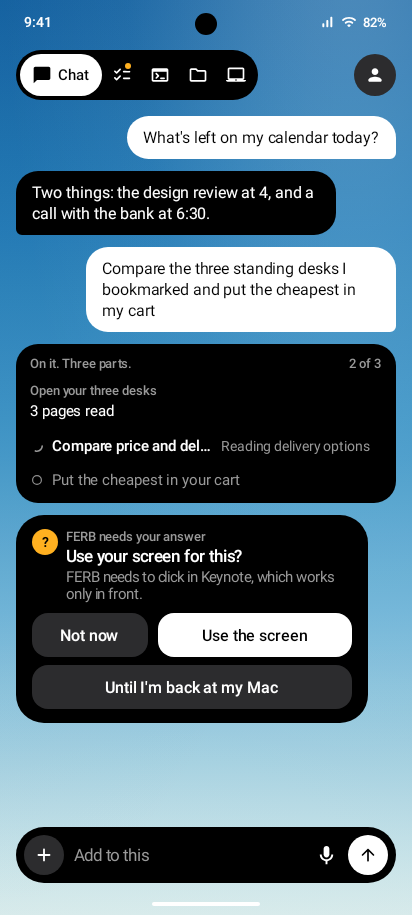 9:41
82%
Chat
What's left on my calendar today?
Two things: the design review at 4, and a
call with the bank at 6:30.
Compare the three standing desks I
bookmarked and put the cheapest in
my cart
On it. Three parts.
2 of 3
Open your three desks
3 pages read
Compare price and del…
Reading delivery options
Put the cheapest in your cart
?
FERB needs your answer
Use your screen for this?
FERB needs to click in Keynote, which works
only in front.
Not now
Use the screen
Until I'm back at my Mac
Add to this